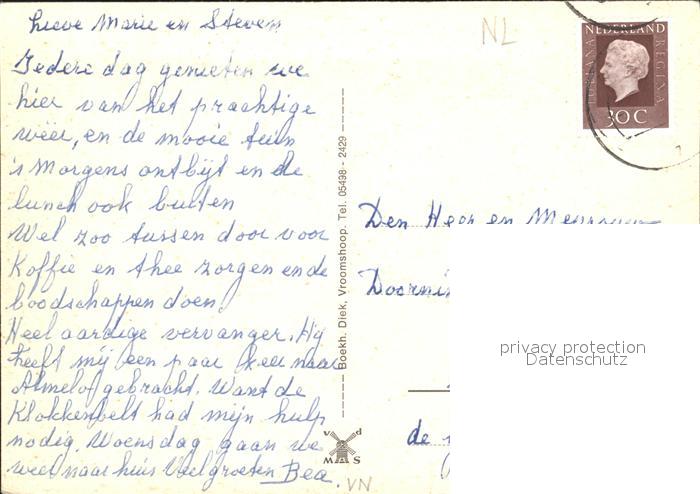 Lieve Marie en Steven
Iedere dag genieten we
hier van het prachtige
wëer, en de mooie tuin
's Morgens ontbijt en de
lunch ook buiten
Wel zoo tussen door voor
Koffie en thee zorgen en de
boodschappen doen.
Heel aardige vervanger. Hij
heeft mij een paar keer naar
Almelo gebracht. Want de
Klokkenbelt had mijn hulp
nodig. Woensdag gaan we
weer naar huis Veel groeten Bea.
NL
NEDERLAND
JULIANA REGINA
30 C
Boekh. Diek, Vroomshoop. Tel. 05498-2429
Den Heer en Mevrouw
privacy protection
Datenschutz
de
v d
M S
VN